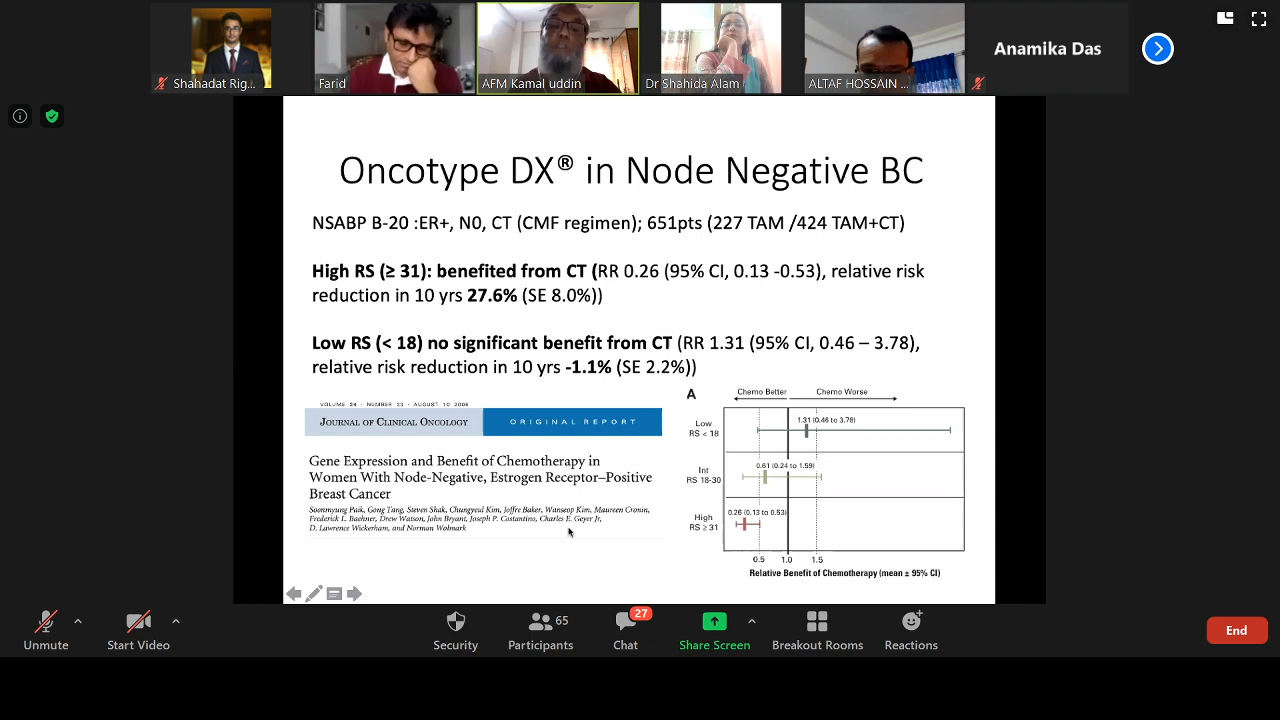 Shahadat Rig...
Farid
AFM Kamal uddin
Dr Shahida Alam
ALTAF HOSSAIN ...
Anamika Das
Oncotype DX® in Node Negative BC
NSABP B-20 :ER+, N0, CT (CMF regimen); 651pts (227 TAM /424 TAM+CT)
High RS (≥ 31): benefited from CT (RR 0.26 (95% CI, 0.13 -0.53), relative risk
reduction in 10 yrs 27.6% (SE 8.0%))
Low RS (< 18) no significant benefit from CT (RR 1.31 (95% CI, 0.46 – 3.78),
relative risk reduction in 10 yrs -1.1% (SE 2.2%))
VOLUME 24 · NUMBER 23 · AUGUST 10 2006
JOURNAL OF CLINICAL ONCOLOGY
ORIGINAL REPORT
Gene Expression and Benefit of Chemotherapy in
Women With Node-Negative, Estrogen Receptor–Positive
Breast Cancer
Soonmyung Paik, Gong Tang, Steven Shak, Chungyeul Kim, Joffre Baker, Wanseop Kim, Maureen Cronin,
Frederick L. Baehner, Drew Watson, John Bryant, Joseph P. Costantino, Charles E. Geyer Jr,
D. Lawrence Wickerham, and Norman Wolmark
A
Chemo Better
Chemo Worse
Low
RS < 18
1.31 (0.46 to 3.78)
Int
RS 18-30
0.61 (0.24 to 1.59)
High
RS ≥ 31
0.26 (0.13 to 0.53)
0.5
1.0
1.5
Relative Benefit of Chemotherapy (mean ± 95% CI)
Unmute
Start Video
Security
65
Participants
27
Chat
Share Screen
Breakout Rooms
Reactions
End